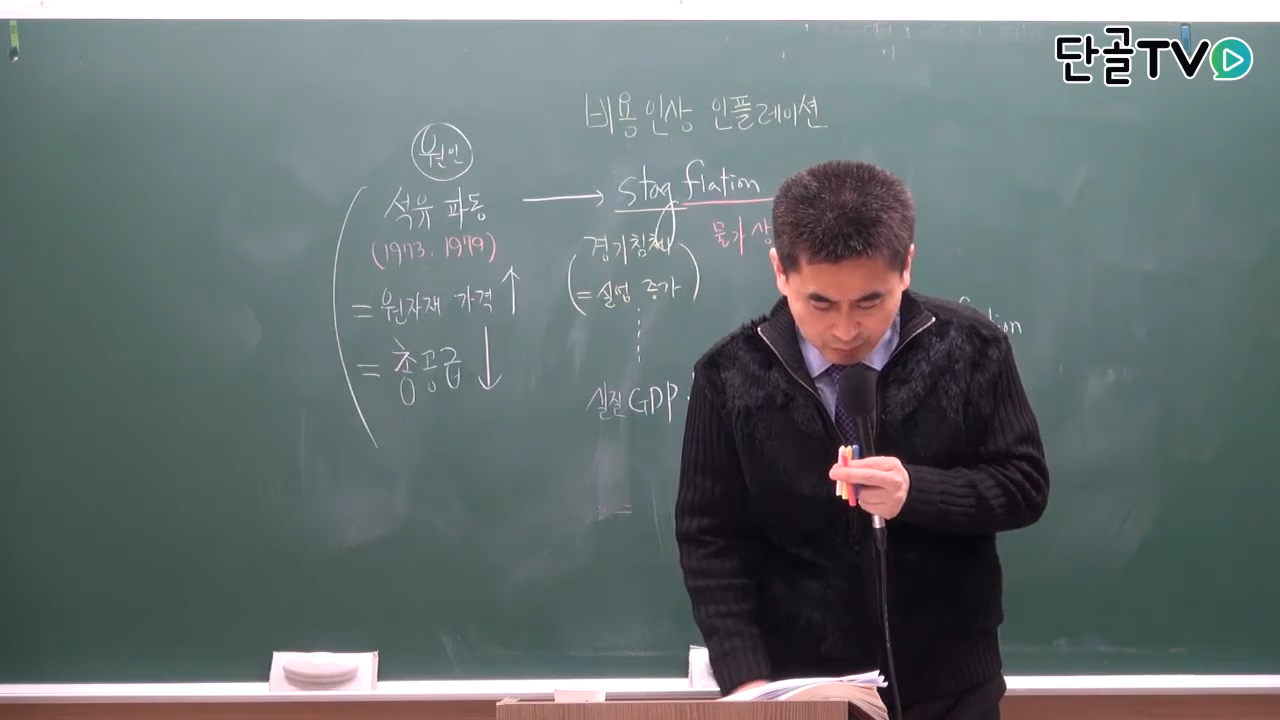 단골TV
비용인상 인플레이션
원인
석유 파동 → stagflation
(1973. 1979)
경기침체
물가 상
= 원자재 가격 ↑
(= 실업 증가)
= 총공급 ↓
실질 GDP